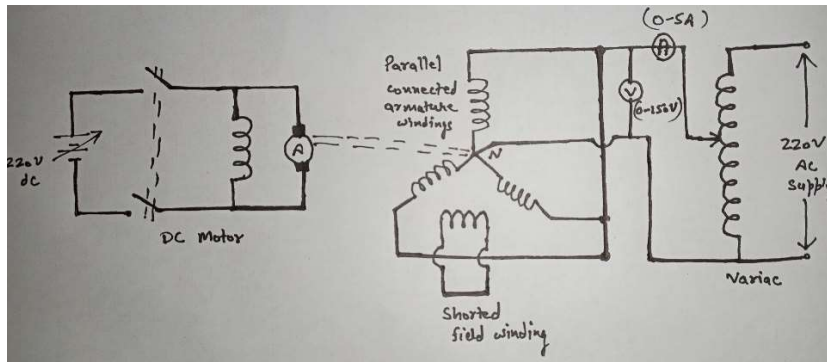 220V
dc
A
DC Motor
Parallel
connected
armature
windings
N
Shorted
field winding
(0-5A)
A
V
(0-150V)
220V
AC
Supply
Variac